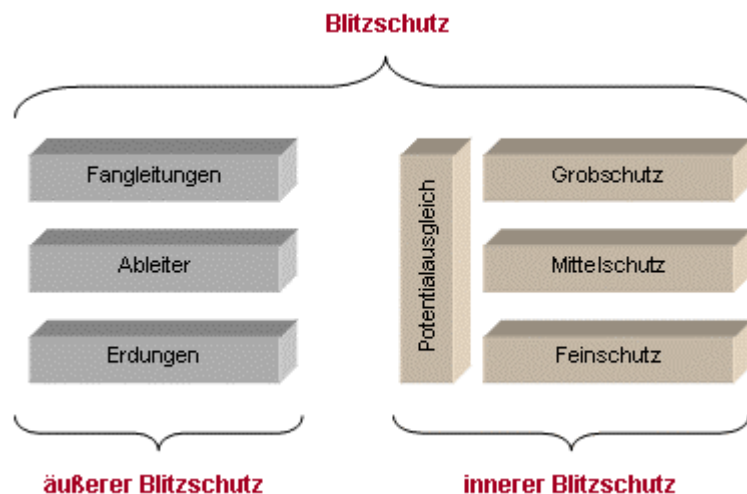 Blitzschutz
Fangleitungen
Ableiter
Erdungen
äußerer Blitzschutz
Potentialausgleich
Grobschutz
Mittelschutz
Feinschutz
innerer Blitzschutz